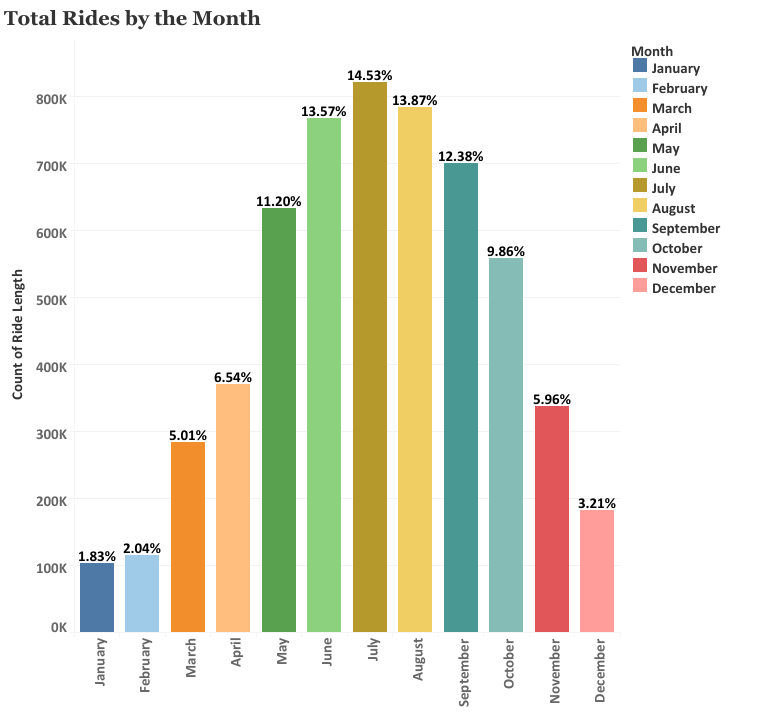 Total Rides by the Month
Count of Ride Length
800K
700K
600K
500K
400K
300K
200K
100K
0K
1.83%
2.04%
5.01%
6.54%
11.20%
13.57%
14.53%
13.87%
12.38%
9.86%
5.96%
3.21%
January
February
March
April
May
June
July
August
September
October
November
December
Month
January
February
March
April
May
June
July
August
September
October
November
December